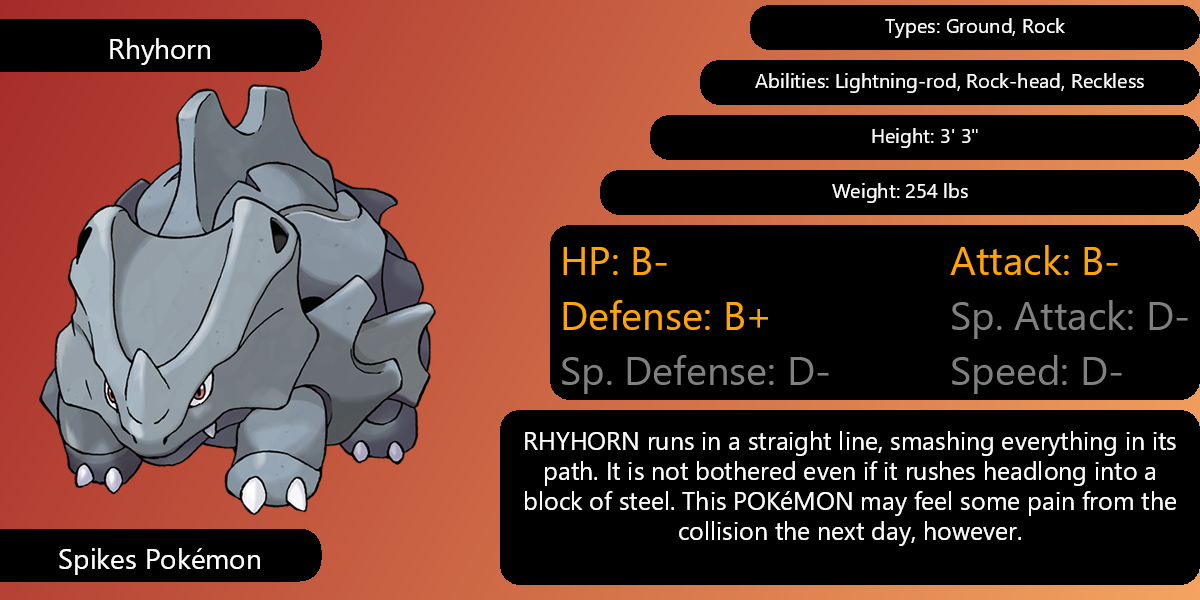 Rhyhorn
Types: Ground, Rock
Abilities: Lightning-rod, Rock-head, Reckless
Height: 3' 3"
Weight: 254 lbs
HP: B-
Attack: B-
Defense: B+
Sp. Attack: D-
Sp. Defense: D-
Speed: D-
RHYHORN runs in a straight line, smashing everything in its
path. It is not bothered even if it rushes headlong into a
block of steel. This POKéMON may feel some pain from the
collision the next day, however.
Spikes Pokémon